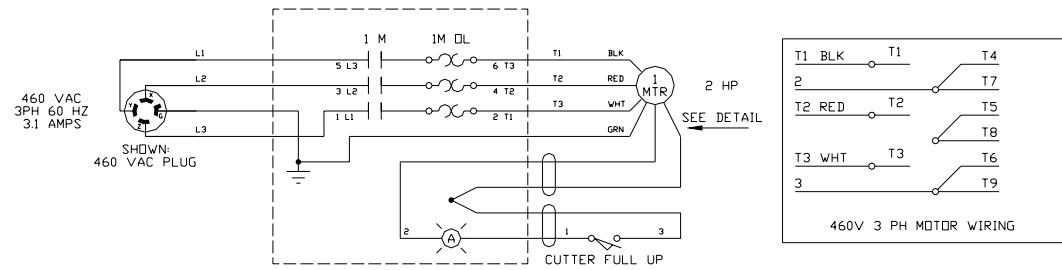 1 M 1M OL
L1 5 L3 6 T3 T1 BLK
L2 3 L2 4 T2 T2 RED
L3 1 L1 2 T1 T3 WHT
GRN
460 VAC
3PH 60 HZ
3.1 AMPS
X
Y
G
Z
SHOWN:
460 VAC PLUG
1
MTR
2 HP
SEE DETAIL
2
A
1
3
CUTTER FULL UP
T1 BLK T1 T4
2 T7
T2 RED T2 T5
T8
T3 WHT T3 T6
3 T9
460V 3 PH MOTOR WIRING